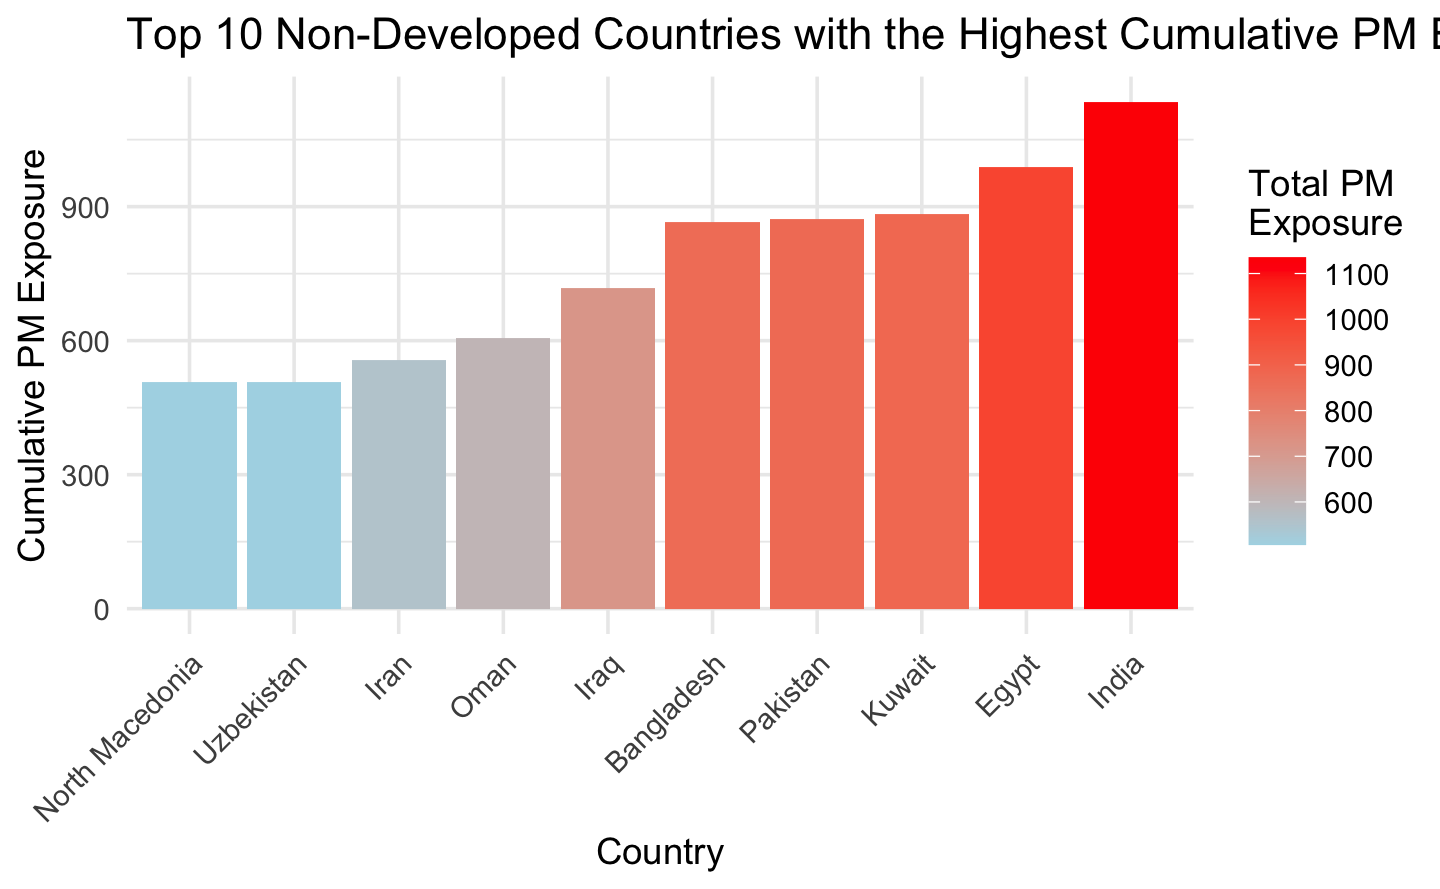 Top 10 Non-Developed Countries with the Highest Cumulative PM
Cumulative PM Exposure
900
600
300
0
North Macedonia
Uzbekistan
Iran
Oman
Iraq
Bangladesh
Pakistan
Kuwait
Egypt
India
Country
Total PM
Exposure
1100
1000
900
800
700
600